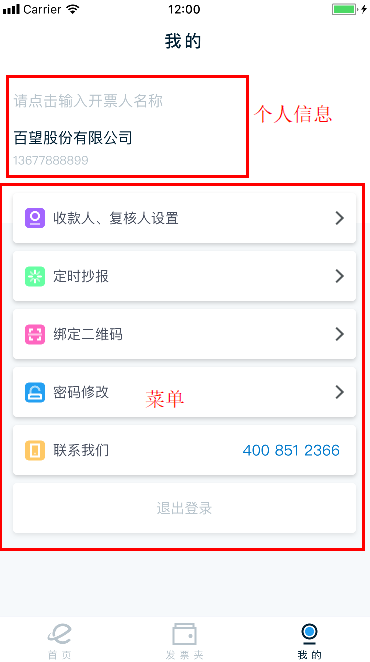 Carrier 12:00
我的
请点击输入开票人名称
个人信息
百望股份有限公司
13677888899
收款人、复核人设置
定时抄报
绑定二维码
密码修改
菜单
联系我们 400 851 2366
退出登录
首页 发票夹 我的